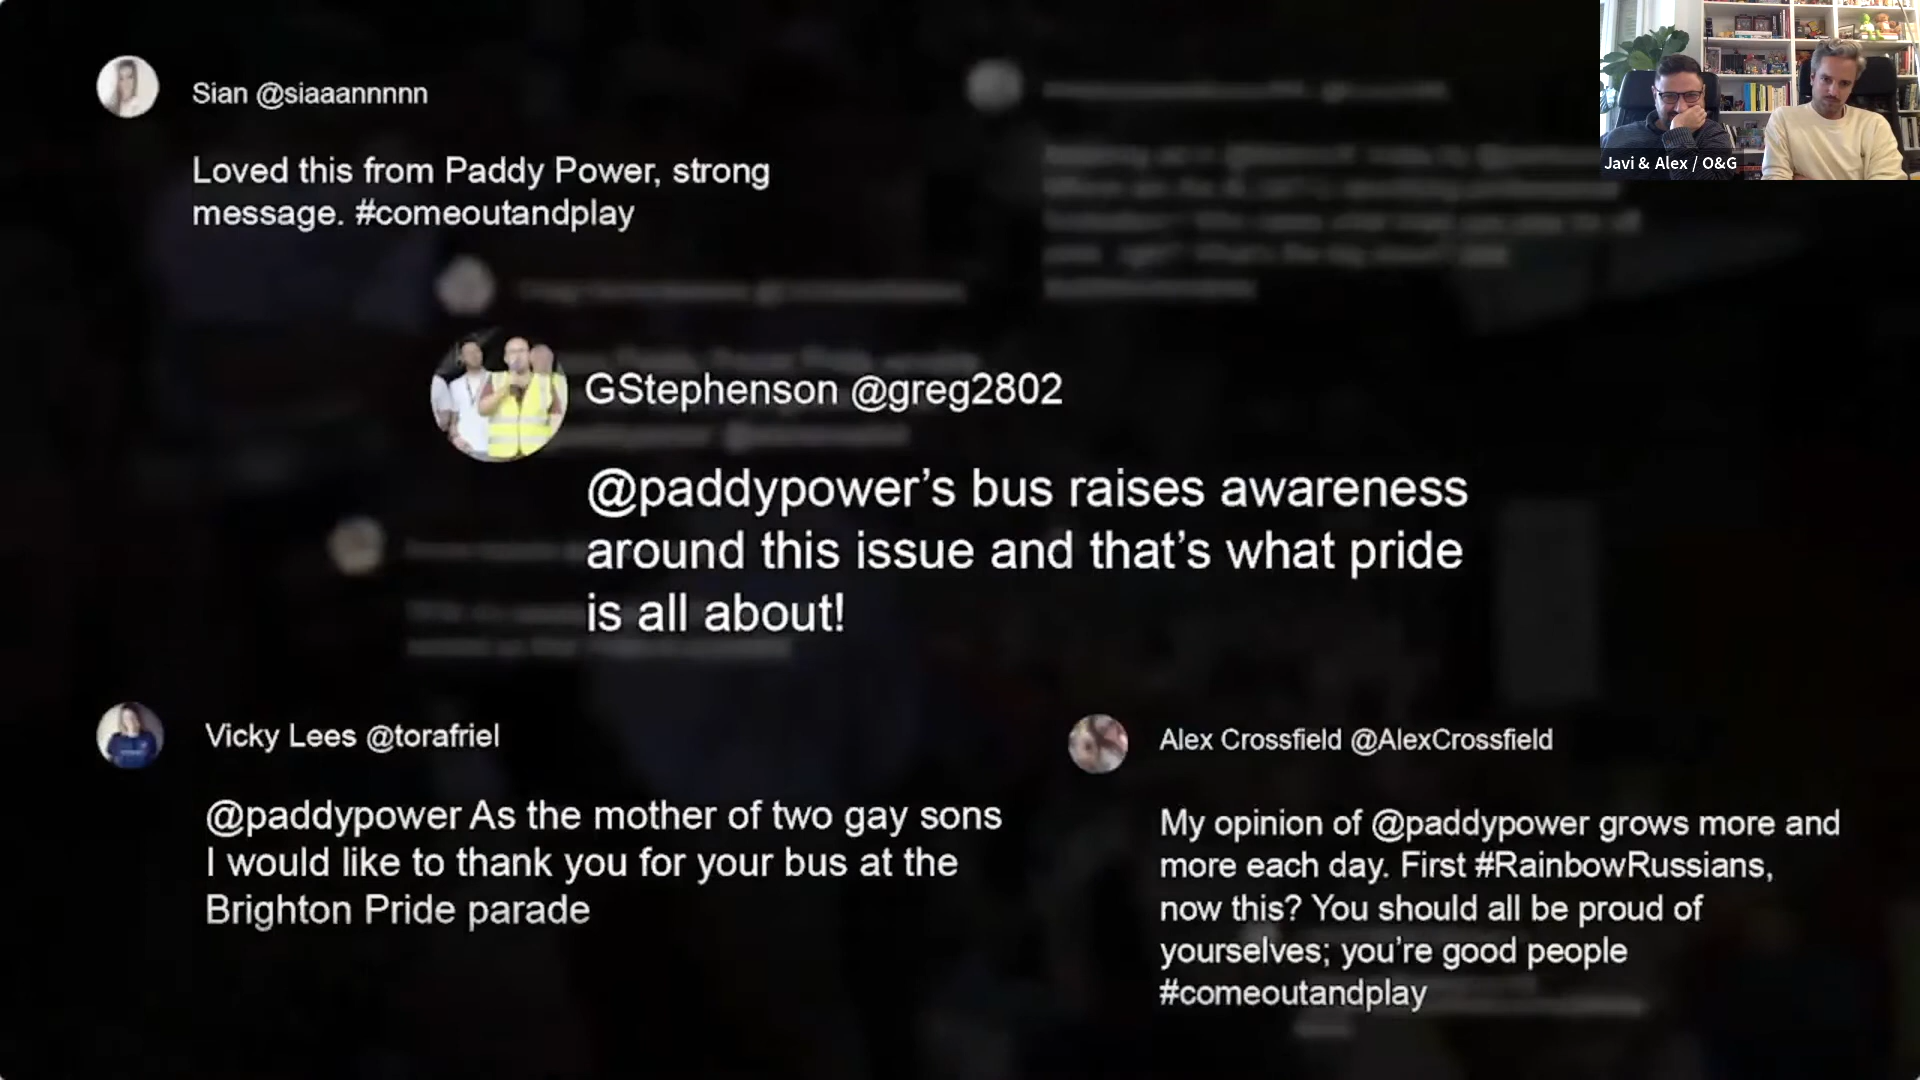 Sian @siaaannnnn
Loved this from Paddy Power, strong
message. #comeoutandplay
Javi & Alex / O&G
GStephenson @greg2802
@paddypower’s bus raises awareness
around this issue and that’s what pride
is all about!
Vicky Lees @torafriel
@paddypower As the mother of two gay sons
I would like to thank you for your bus at the
Brighton Pride parade
Alex Crossfield @AlexCrossfield
My opinion of @paddypower grows more and
more each day. First #RainbowRussians,
now this? You should all be proud of
yourselves; you’re good people
#comeoutandplay